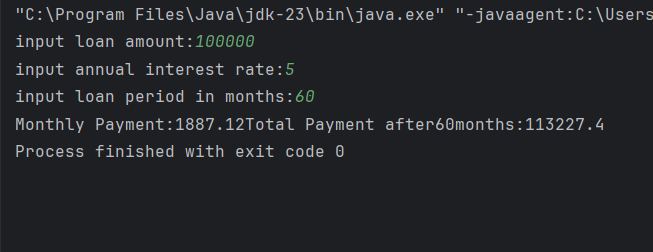 "C:\Program Files\Java\jdk-23\bin\java.exe" "-javaagent:C:\Users
input loan amount:100000
input annual interest rate:5
input loan period in months:60
Monthly Payment:1887.12Total Payment after60months:113227.4
Process finished with exit code 0